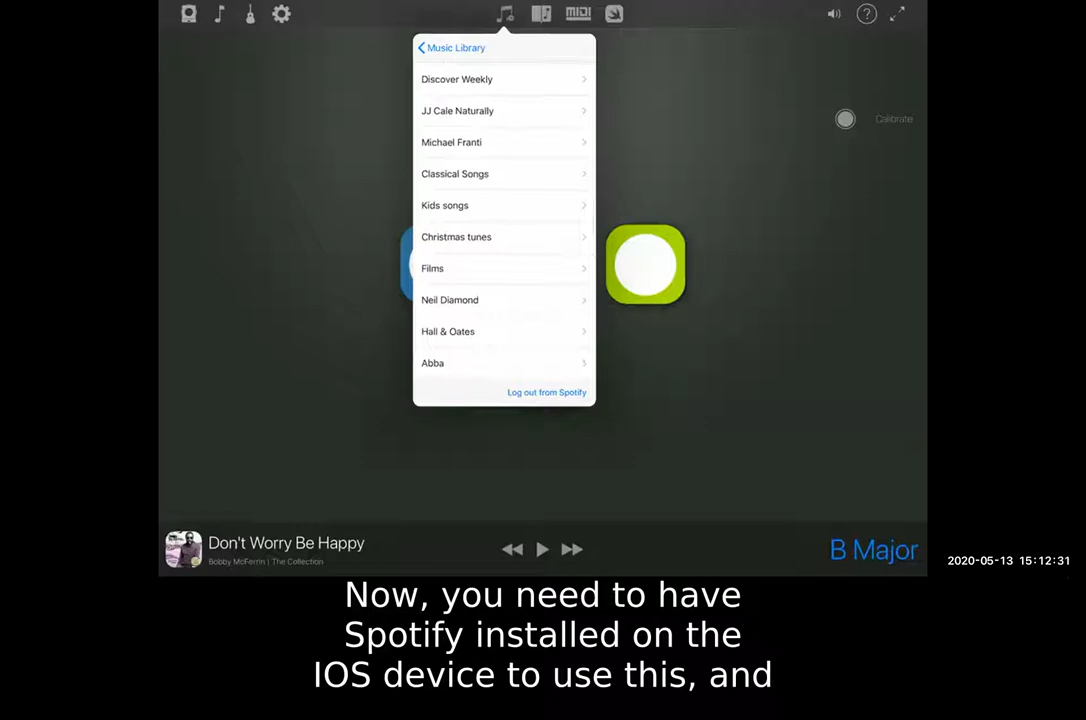 MIDI
?
Music Library
Discover Weekly
JJ Cale Naturally
Michael Franti
Classical Songs
Kids songs
Christmas tunes
Films
Neil Diamond
Hall & Oates
Abba
Log out from Spotify
Calibrate
Don't Worry Be Happy
Bobby McFerrin | The Collection
B Major
2020-05-13 15:12:31
Now, you need to have
Spotify installed on the
IOS device to use this, and